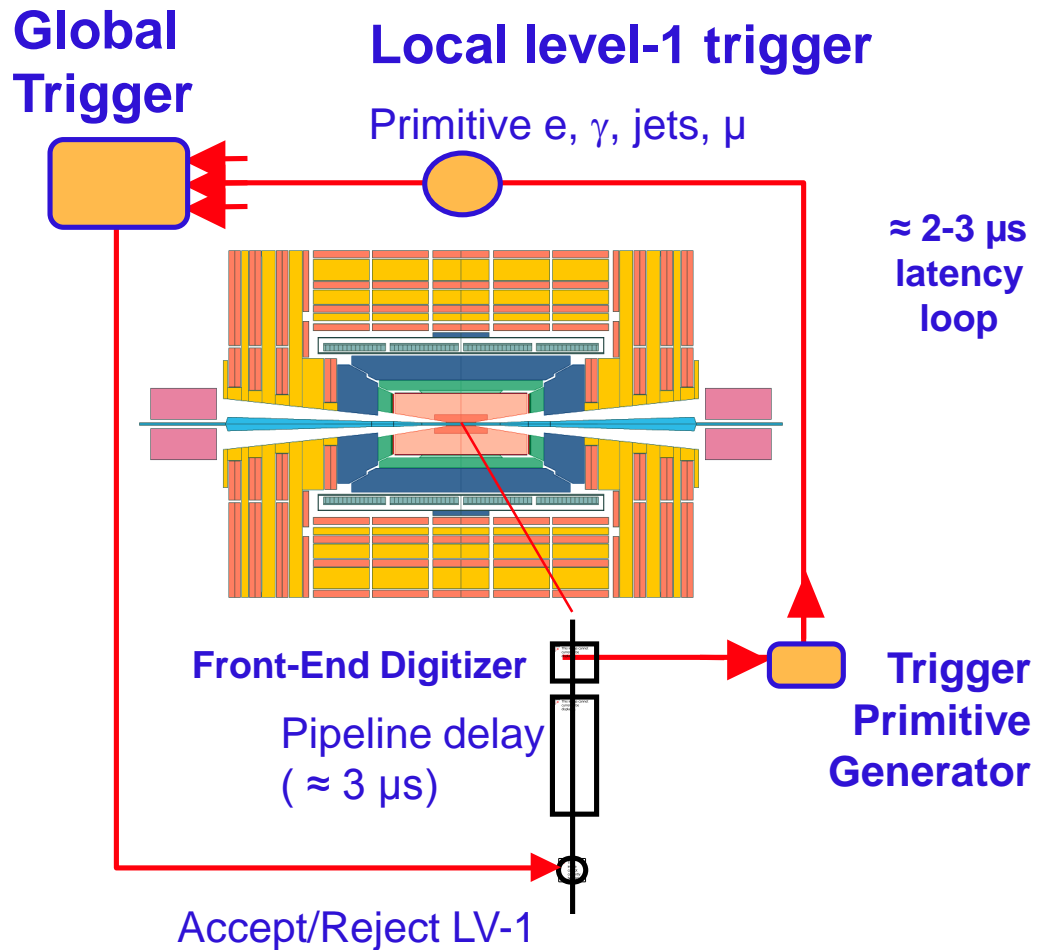 Global
Trigger
Local level-1 trigger
Primitive e, γ, jets, μ
≈ 2-3 µs
latency
loop
Front-End Digitizer
Pipeline delay
( ≈ 3 µs)
Trigger
Primitive
Generator
Accept/Reject LV-1